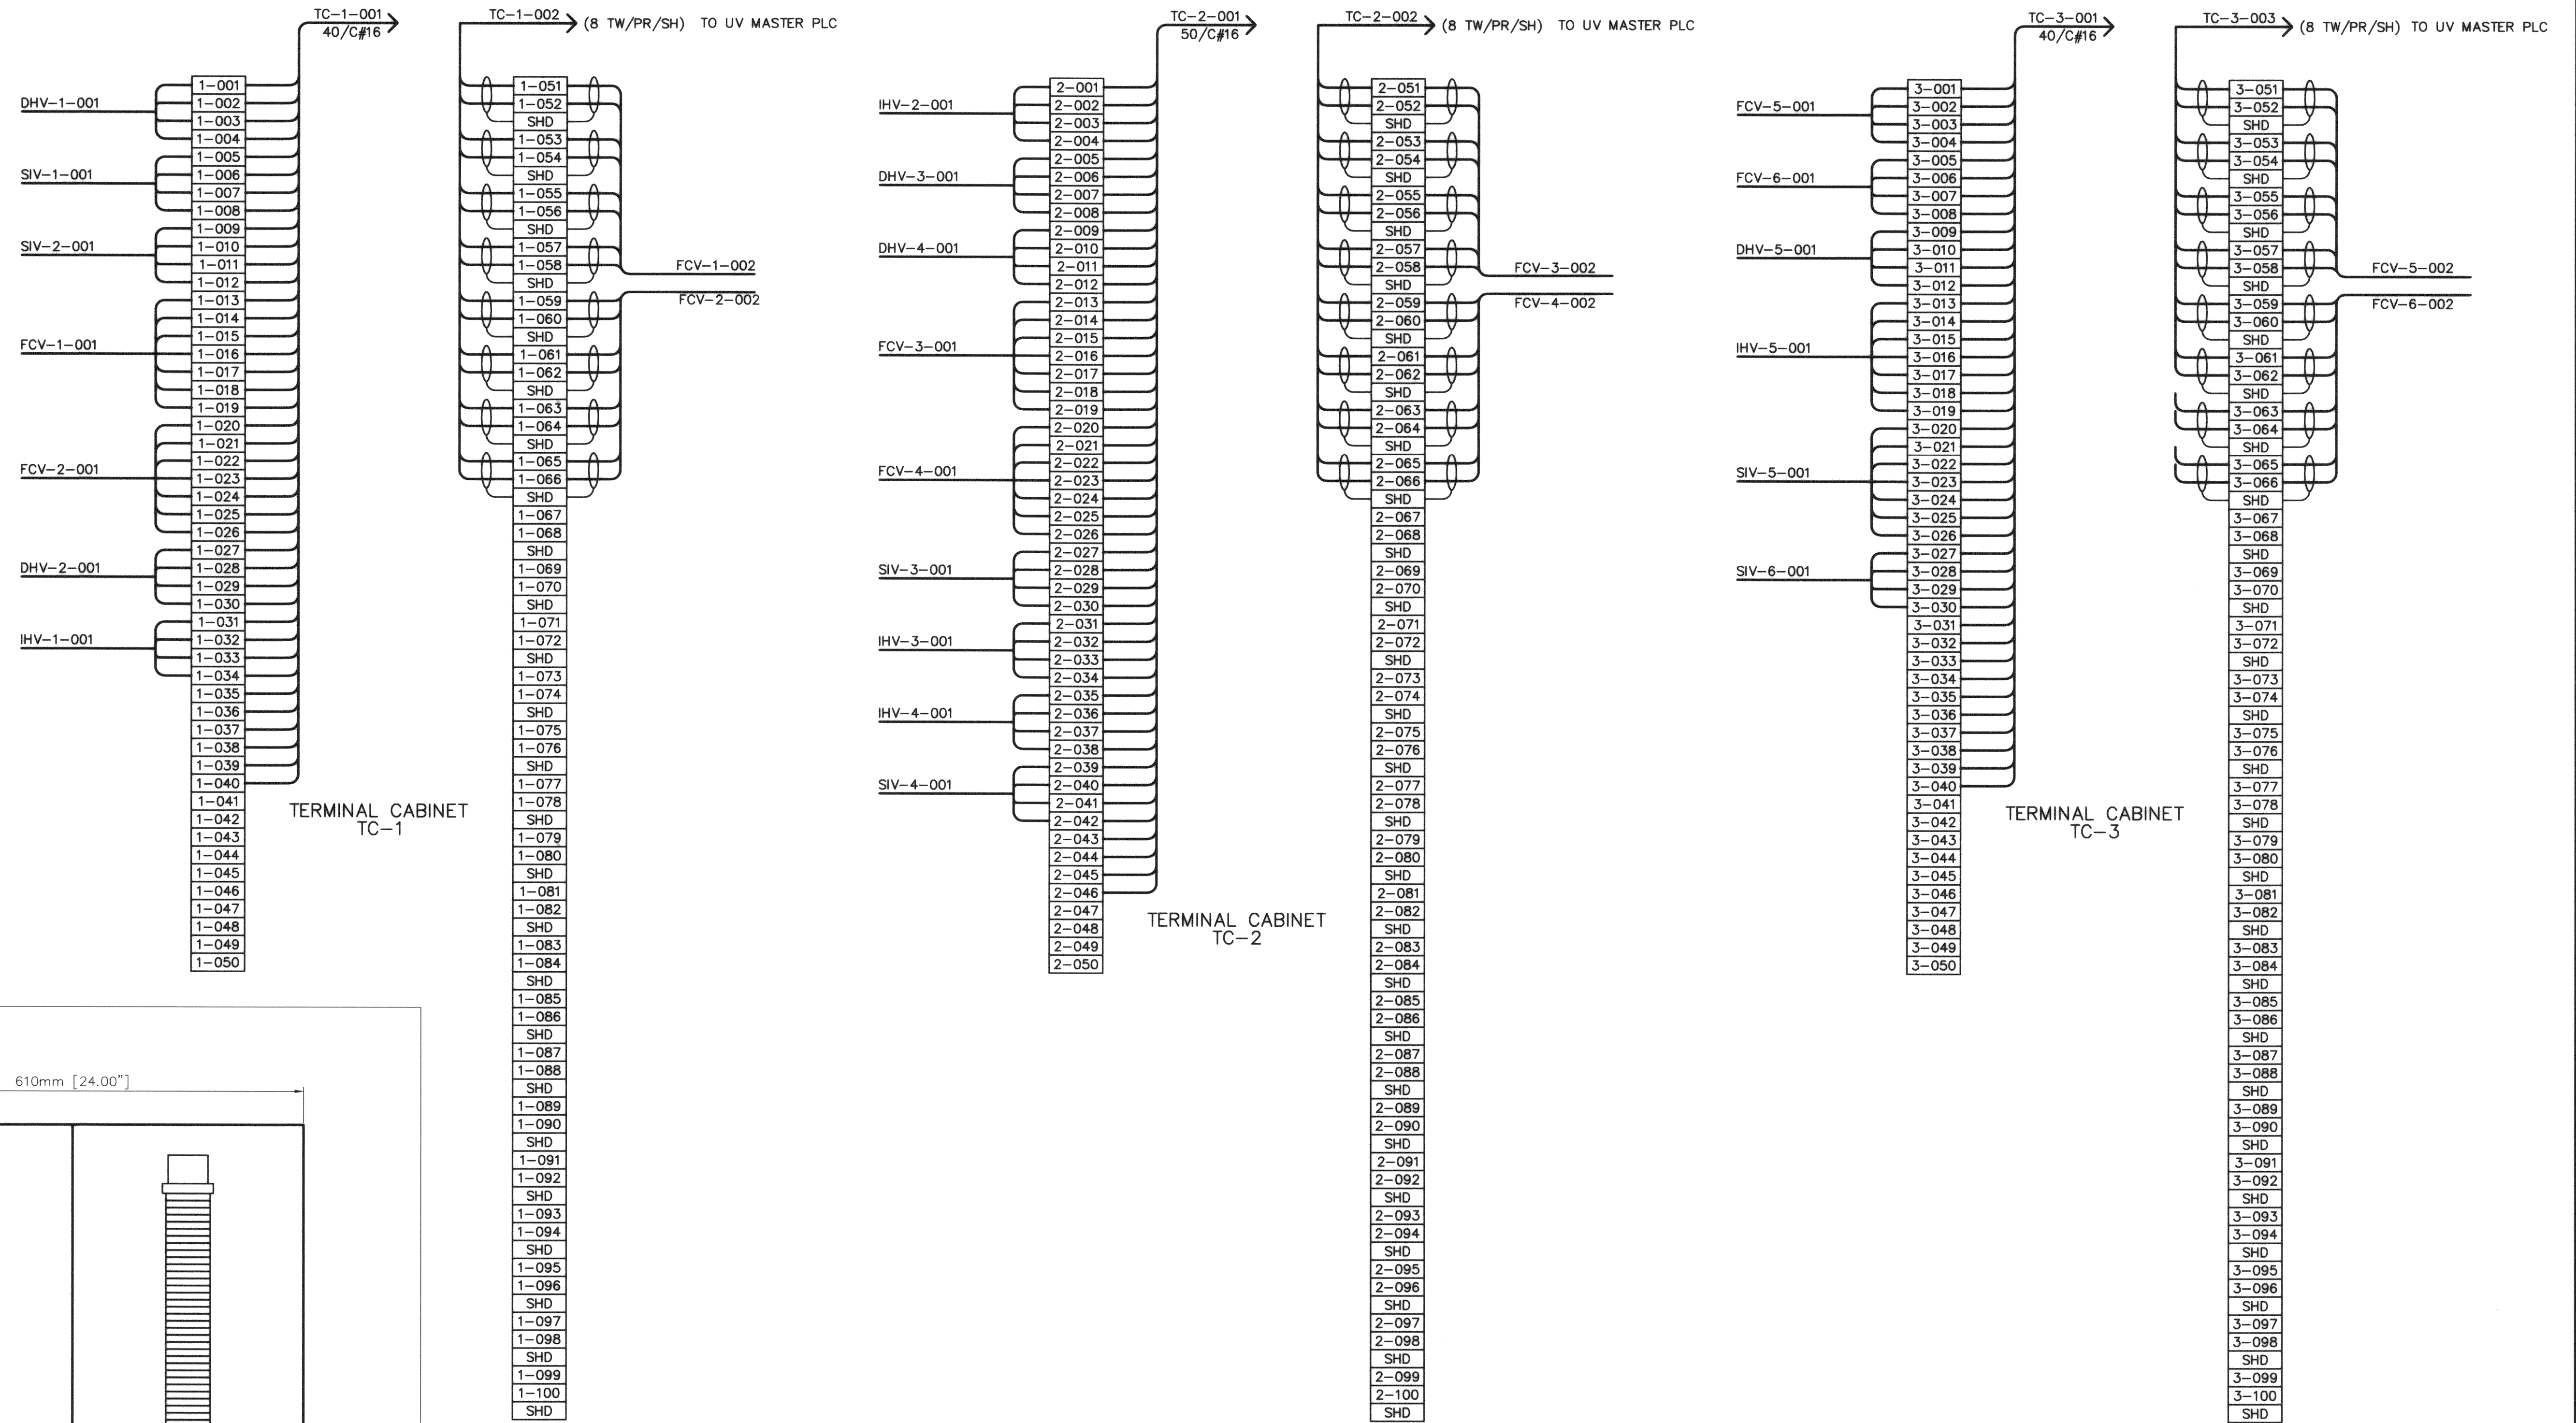 TC-1-001
40/C#16
DHV-1-001
SIV-1-001
SIV-2-001
FCV-1-001
FCV-2-001
DHV-2-001
IHV-1-001
1-001
1-002
1-003
1-004
1-005
1-006
1-007
1-008
1-009
1-010
1-011
1-012
1-013
1-014
1-015
1-016
1-017
1-018
1-019
1-020
1-021
1-022
1-023
1-024
1-025
1-026
1-027
1-028
1-029
1-030
1-031
1-032
1-033
1-034
1-035
1-036
1-037
1-038
1-039
1-040
1-041
1-042
1-043
1-044
1-045
1-046
1-047
1-048
1-049
1-050
TERMINAL CABINET
TC-1
TC-1-002
(8 TW/PR/SH) TO UV MASTER PLC
1-051
1-052
SHD
1-053
1-054
SHD
1-055
1-056
SHD
1-057
1-058
SHD
1-059
1-060
SHD
1-061
1-062
SHD
1-063
1-064
SHD
1-065
1-066
SHD
1-067
1-068
SHD
1-069
1-070
SHD
1-071
1-072
SHD
1-073
1-074
SHD
1-075
1-076
SHD
1-077
1-078
SHD
1-079
1-080
SHD
1-081
1-082
SHD
1-083
1-084
SHD
1-085
1-086
SHD
1-087
1-088
SHD
1-089
1-090
SHD
1-091
1-092
SHD
1-093
1-094
SHD
1-095
1-096
SHD
1-097
1-098
SHD
1-099
1-100
SHD
FCV-1-002
FCV-2-002
TC-2-001
50/C#16
IHV-2-001
DHV-3-001
DHV-4-001
FCV-3-001
FCV-4-001
SIV-3-001
IHV-3-001
IHV-4-001
SIV-4-001
2-001
2-002
2-003
2-004
2-005
2-006
2-007
2-008
2-009
2-010
2-011
2-012
2-013
2-014
2-015
2-016
2-017
2-018
2-019
2-020
2-021
2-022
2-023
2-024
2-025
2-026
2-027
2-028
2-029
2-030
2-031
2-032
2-033
2-034
2-035
2-036
2-037
2-038
2-039
2-040
2-041
2-042
2-043
2-044
2-045
2-046
2-047
2-048
2-049
2-050
TERMINAL CABINET
TC-2
TC-2-002
(8 TW/PR/SH) TO UV MASTER PLC
2-051
2-052
SHD
2-053
2-054
SHD
2-055
2-056
SHD
2-057
2-058
SHD
2-059
2-060
SHD
2-061
2-062
SHD
2-063
2-064
SHD
2-065
2-066
SHD
2-067
2-068
SHD
2-069
2-070
SHD
2-071
2-072
SHD
2-073
2-074
SHD
2-075
2-076
SHD
2-077
2-078
SHD
2-079
2-080
SHD
2-081
2-082
SHD
2-083
2-084
SHD
2-085
2-086
SHD
2-087
2-088
SHD
2-089
2-090
SHD
2-091
2-092
SHD
2-093
2-094
SHD
2-095
2-096
SHD
2-097
2-098
SHD
2-099
2-100
SHD
FCV-3-002
FCV-4-002
TC-3-001
40/C#16
FCV-5-001
FCV-6-001
DHV-5-001
IHV-5-001
SIV-5-001
SIV-6-001
3-001
3-002
3-003
3-004
3-005
3-006
3-007
3-008
3-009
3-010
3-011
3-012
3-013
3-014
3-015
3-016
3-017
3-018
3-019
3-020
3-021
3-022
3-023
3-024
3-025
3-026
3-027
3-028
3-029
3-030
3-031
3-032
3-033
3-034
3-035
3-036
3-037
3-038
3-039
3-040
3-041
3-042
3-043
3-044
3-045
3-046
3-047
3-048
3-049
3-050
TERMINAL CABINET
TC-3
TC-3-003
(8 TW/PR/SH) TO UV MASTER PLC
3-051
3-052
SHD
3-053
3-054
SHD
3-055
3-056
SHD
3-057
3-058
SHD
3-059
3-060
SHD
3-061
3-062
SHD
3-063
3-064
SHD
3-065
3-066
SHD
3-067
3-068
SHD
3-069
3-070
SHD
3-071
3-072
SHD
3-073
3-074
SHD
3-075
3-076
SHD
3-077
3-078
SHD
3-079
3-080
SHD
3-081
3-082
SHD
3-083
3-084
SHD
3-085
3-086
SHD
3-087
3-088
SHD
3-089
3-090
SHD
3-091
3-092
SHD
3-093
3-094
SHD
3-095
3-096
SHD
3-097
3-098
SHD
3-099
3-100
SHD
FCV-5-002
FCV-6-002
610mm [24.00"]